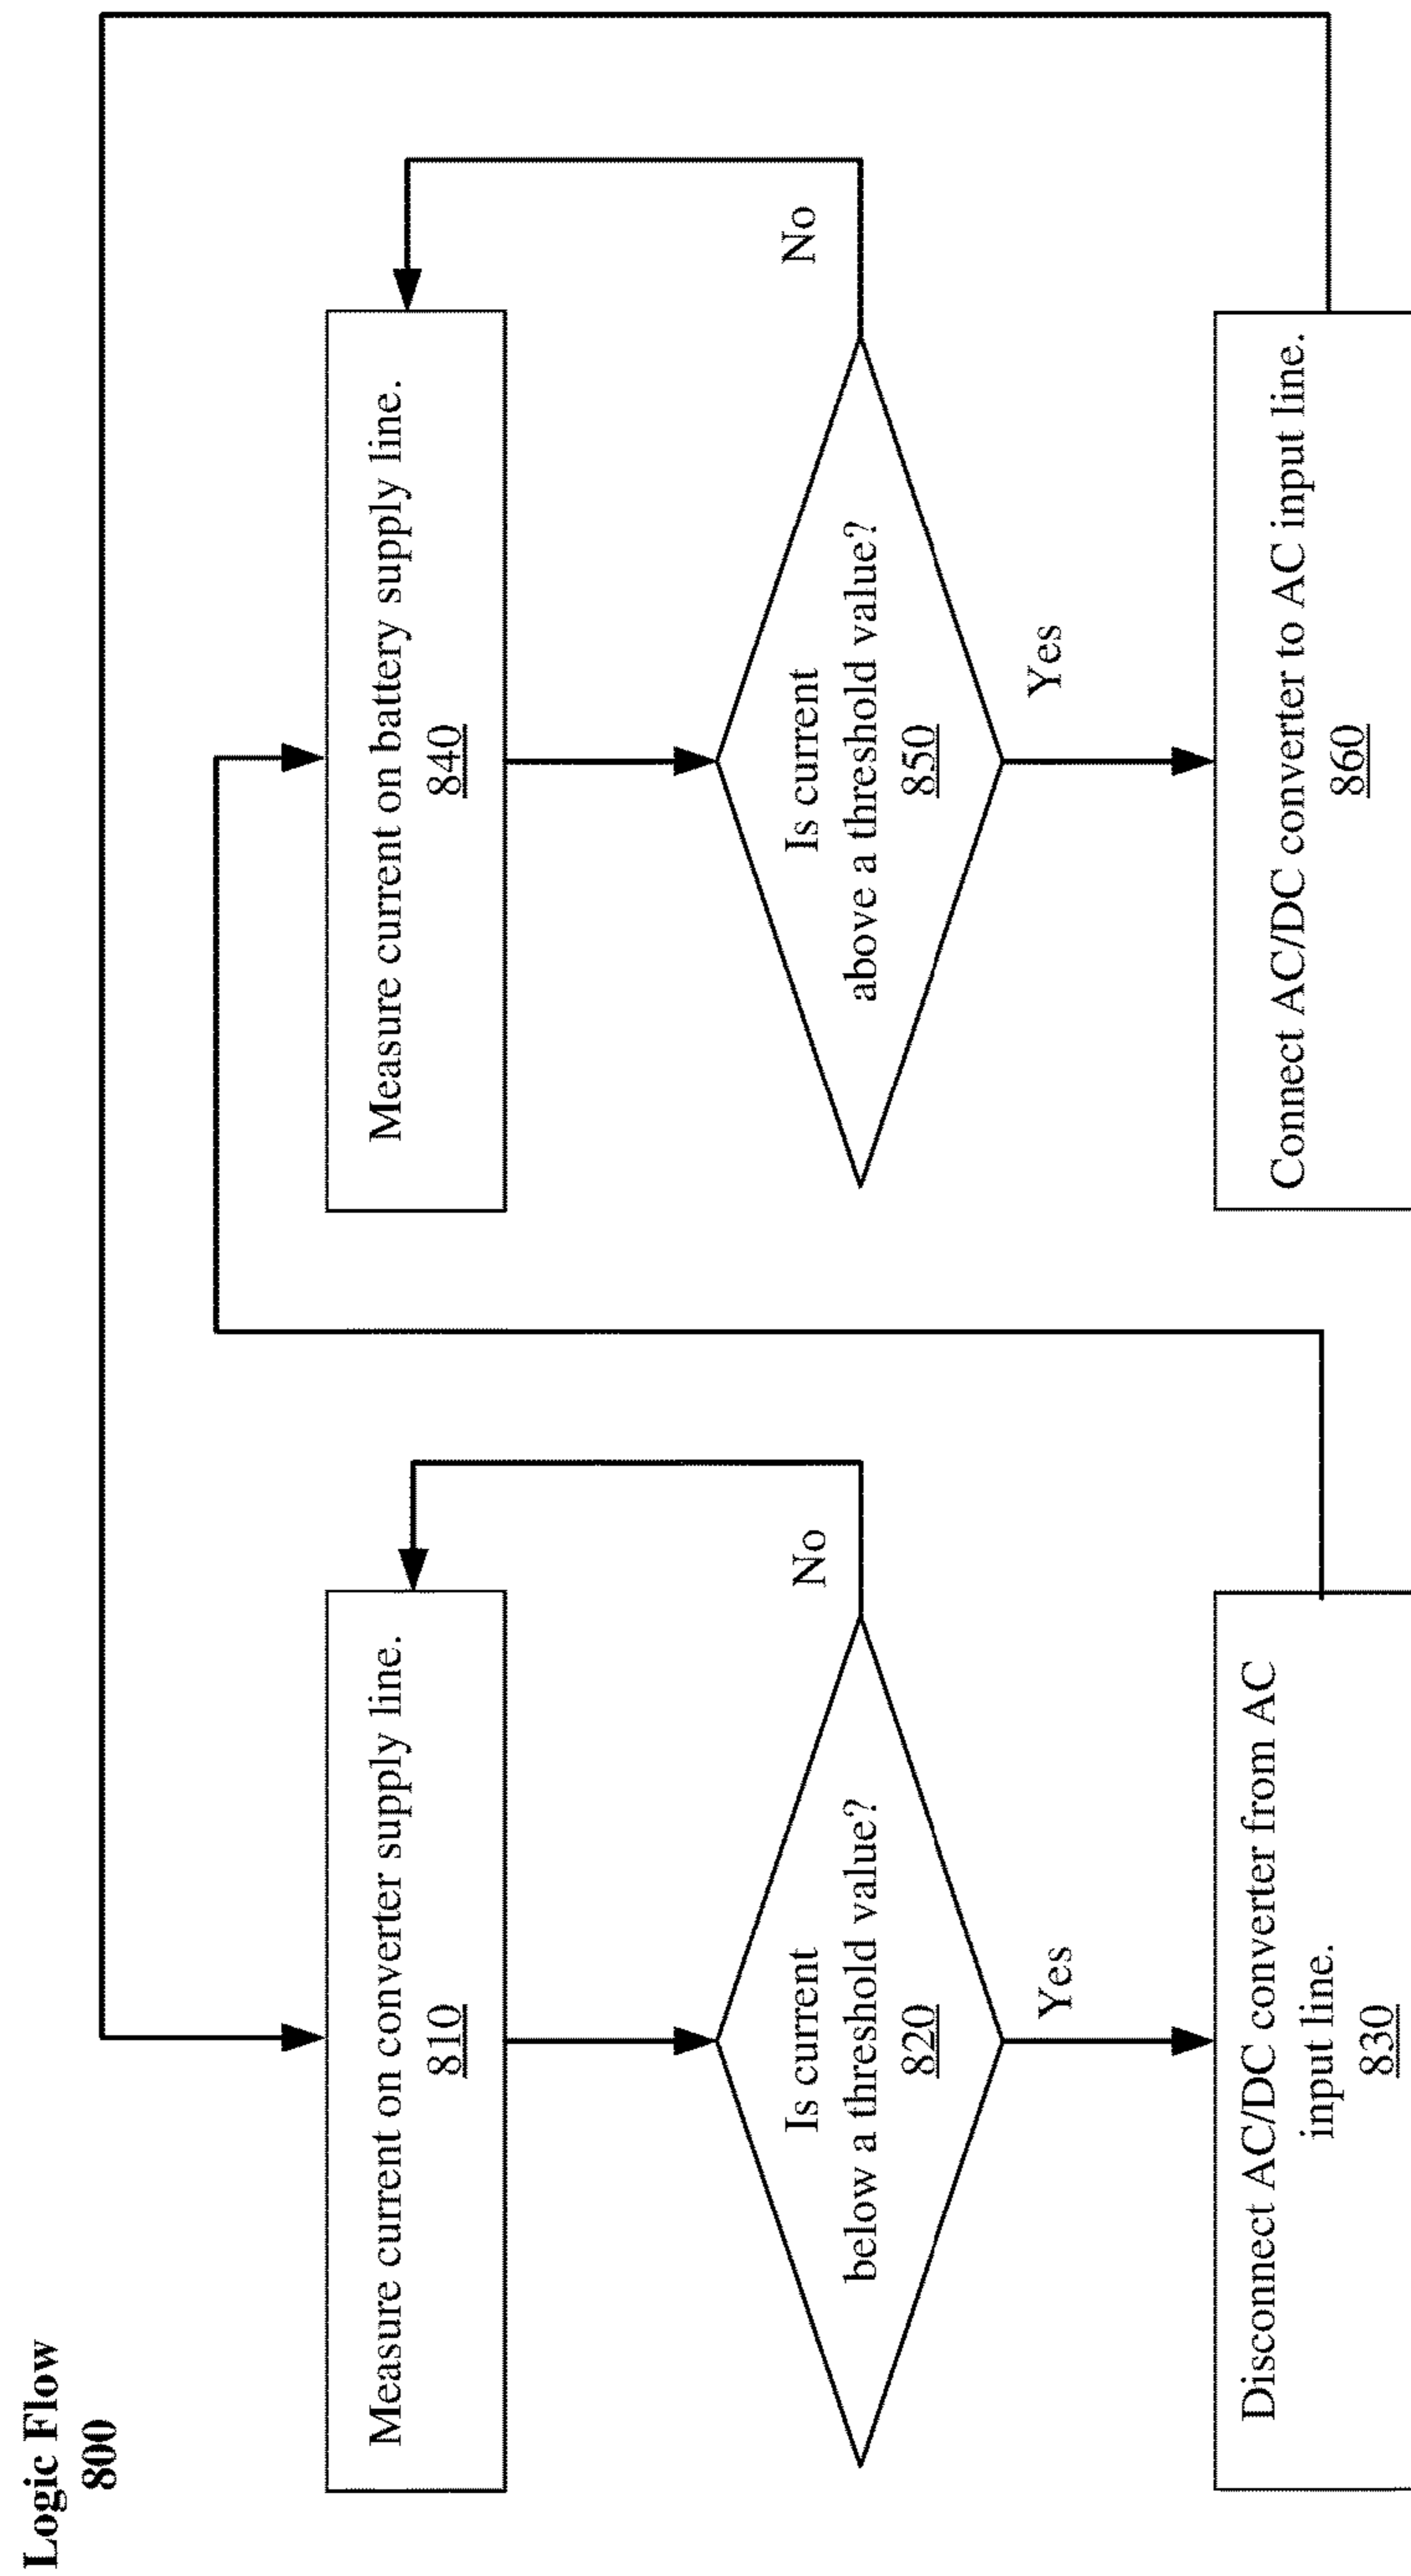 Logic Flow
800
Measure current on converter supply line.
810
Is current
below a threshold value?
820
No
Yes
Disconnect AC/DC converter from AC
input line.
830
Measure current on battery supply line.
840
Is current
above a threshold value?
850
No
Yes
Connect AC/DC converter to AC input line.
860